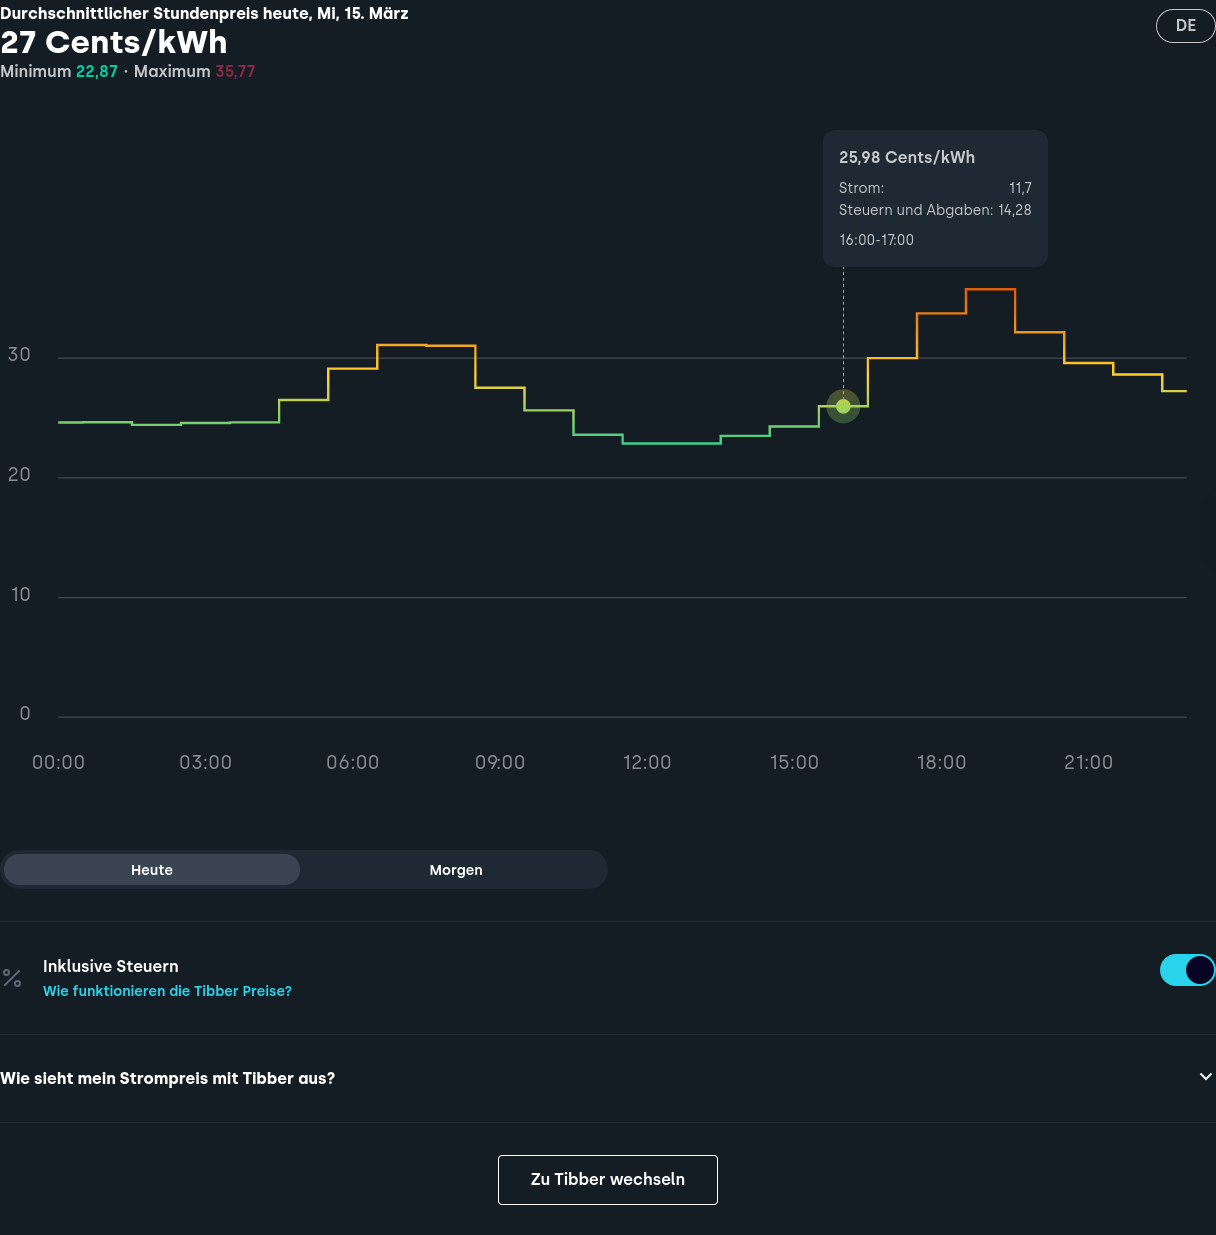 Durchschnittlicher Stundenpreis heute, Mi, 15. März
DE
27 Cents/kWh
Minimum 22,87 · Maximum 35,77
25,98 Cents/kWh
Strom: 11,7
Steuern und Abgaben: 14,28
16:00-17:00
30
20
10
0
00:00 03:00 06:00 09:00 12:00 15:00 18:00 21:00
Heute Morgen
Inklusive Steuern
Wie funktionieren die Tibber Preise?
Wie sieht mein Strompreis mit Tibber aus?
Zu Tibber wechseln